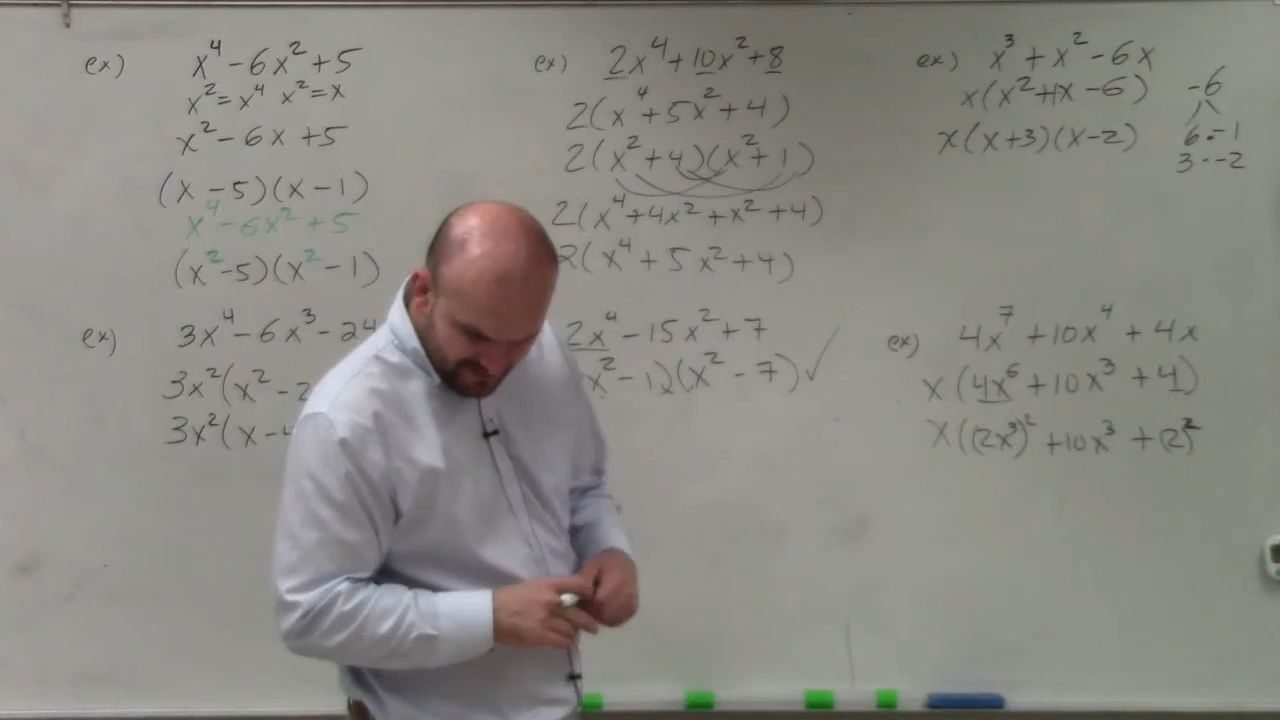 ex) x⁴ - 6x² + 5
x² = x⁴ x² = x
x² - 6x + 5
(x - 5)(x - 1)
x⁴ - 6x² + 5
(x² - 5)(x² - 1)
ex) 3x⁴ - 6x³ - 24
3x²(x² - 2
3x²(x - 4
ex) 2x⁴ + 10x² + 8
2(x⁴ + 5x² + 4)
2(x² + 4)(x² + 1)
2(x⁴ + 4x² + x² + 4)
2(x⁴ + 5x² + 4)
2x⁴ - 15x² + 7
x² - 1)(x² - 7) ✓
ex) x³ + x² - 6x
x(x² + 1x - 6) -6
x(x + 3)(x - 2) 6 · -1
3 · -2
ex) 4x⁷ + 10x⁴ + 4x
x(4x⁶ + 10x³ + 4)
x((2x³)² + 10x³ + (2)²